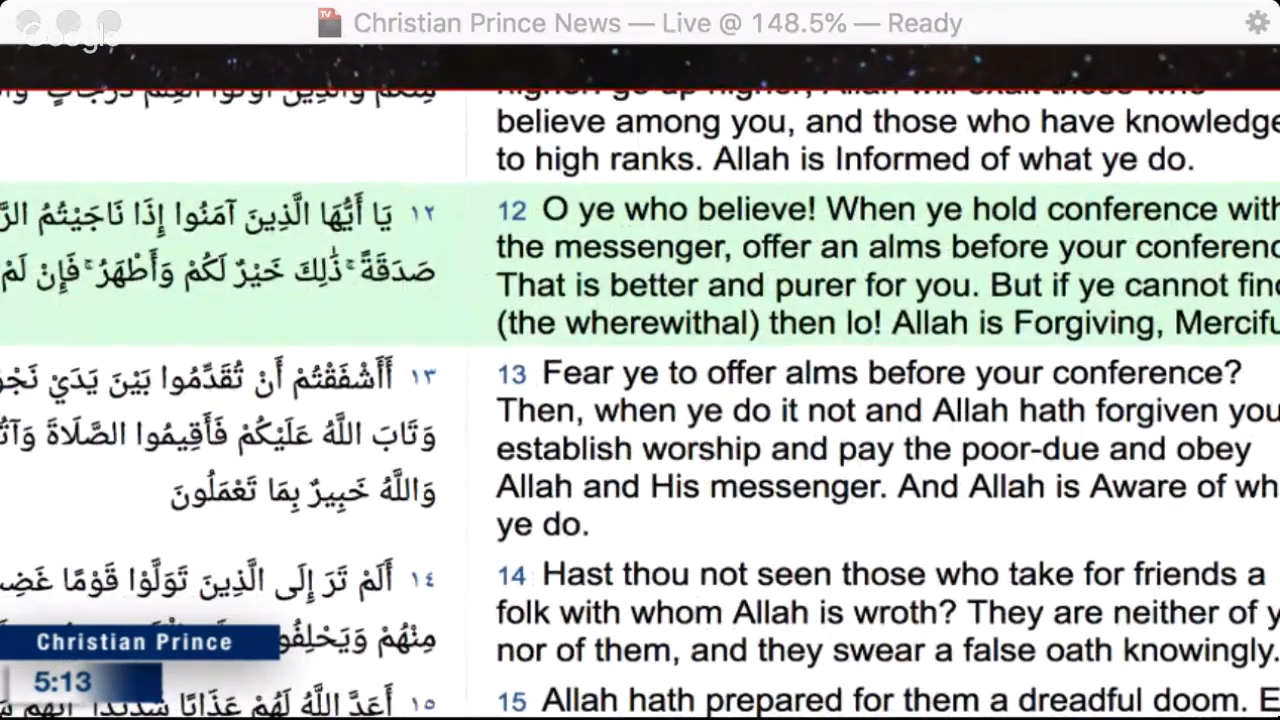 Christian Prince News — Live @ 148.5% — Ready
Google
believe among you, and those who have knowledge
to high ranks. Allah is Informed of what ye do.
يَا أَيُّهَا الَّذِينَ آمَنُوا إِذَا نَاجَيْتُمُ ١٢
صَدَقَةً ۚ ذَٰلِكَ خَيْرٌ لَكُمْ وَأَطْهَرُ ۚ فَإِنْ لَمْ
12 O ye who believe! When ye hold conference with
the messenger, offer an alms before your conferenc
That is better and purer for you. But if ye cannot find
(the wherewithal) then lo! Allah is Forgiving, Mercifu
أَأَشْفَقْتُمْ أَنْ تُقَدِّمُوا بَيْنَ يَدَيْ ١٣
وَتَابَ اللَّهُ عَلَيْكُمْ فَأَقِيمُوا الصَّلَاةَ
وَاللَّهُ خَبِيرٌ بِمَا تَعْمَلُونَ
13 Fear ye to offer alms before your conference?
Then, when ye do it not and Allah hath forgiven you
establish worship and pay the poor-due and obey
Allah and His messenger. And Allah is Aware of wh
ye do.
أَلَمْ تَرَ إِلَى الَّذِينَ تَوَلَّوْا قَوْمًا ١٤
مِنْهُمْ
14 Hast thou not seen those who take for friends a
folk with whom Allah is wroth? They are neither of y
nor of them, and they swear a false oath knowingly.
أَعَدَّ اللَّهُ لَهُمْ عَذَابًا شَدِيدًا ١٥
15 Allah hath prepared for them a dreadful doom. E
Christian Prince
5:13